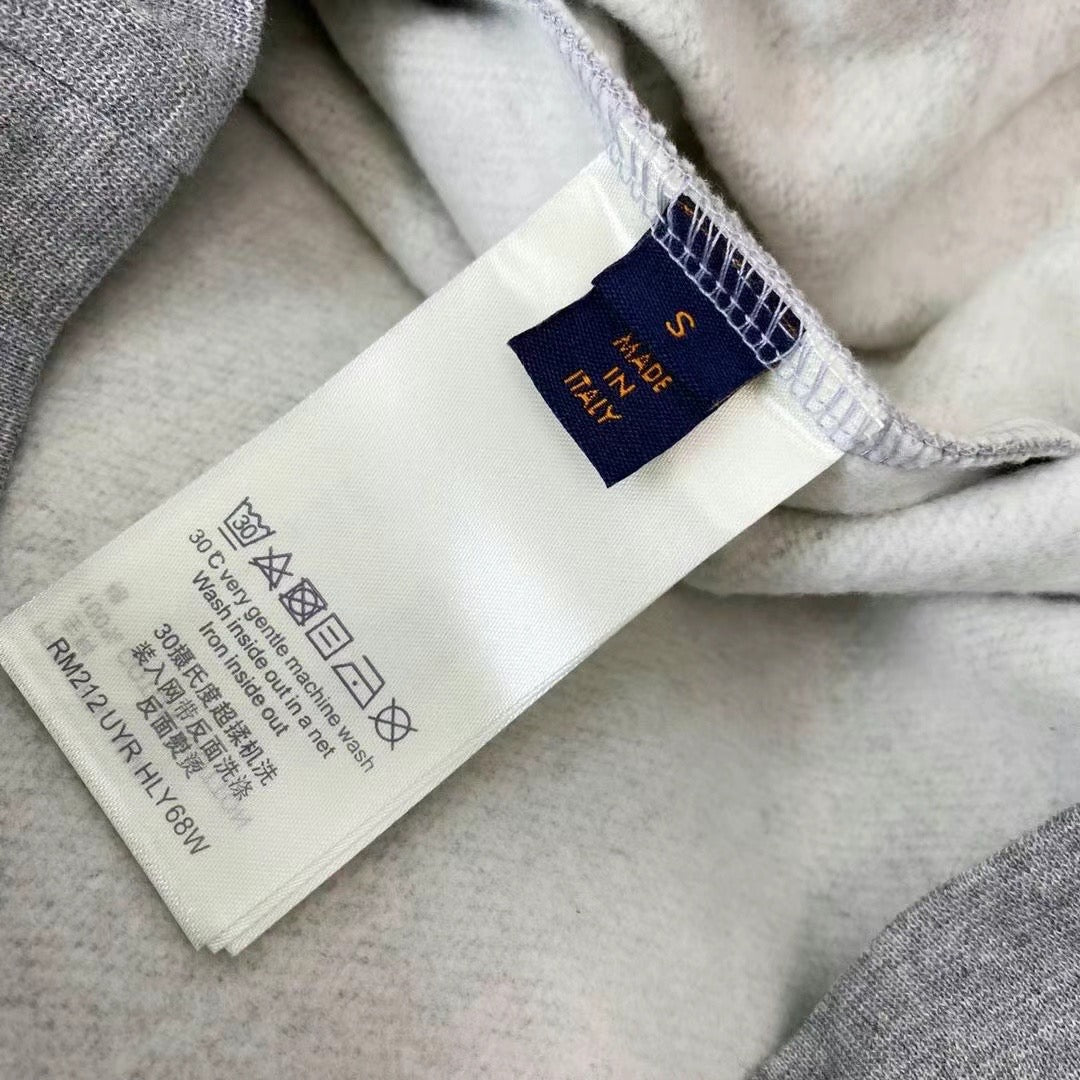 S
MADE
IN
ITALY
30
30℃ very gentle machine wash
Wash inside out in a net
Iron Inside out
30摄氏度超揉机洗
装入网带反面洗涤
反面熨烫
RM212 UYR HLY68W